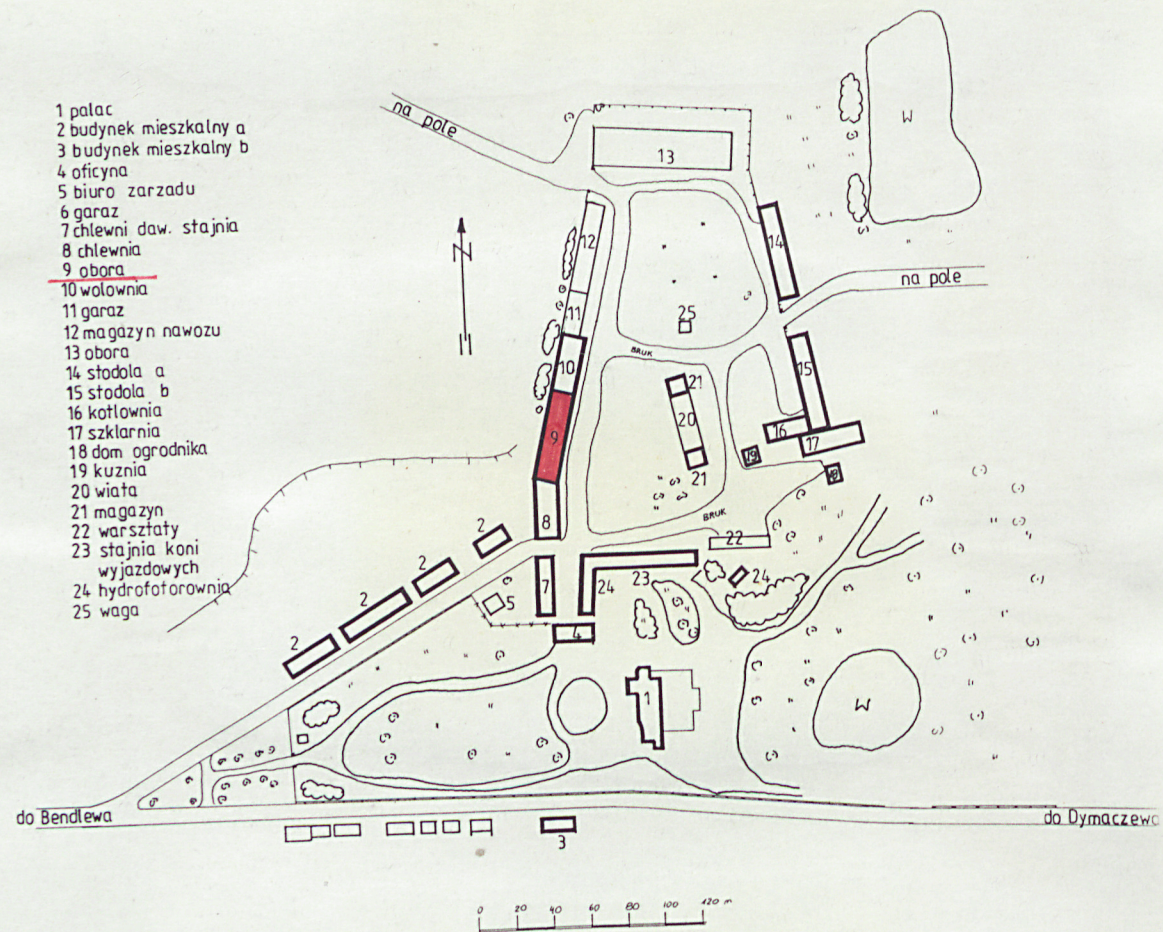 1 palac
2 budynek mieszkalny a
3 budynek mieszkalny b
4 oficyna
5 biuro zarzadu
6 garaz
7 chlewni daw. stajnia
8 chlewnia
9 obora
10 wolownia
11 garaz
12 magazyn nawozu
13 obora
14 stodola a
15 stodola b
16 kotlownia
17 szklarnia
18 dom ogrodnika
19 kuznia
20 wiata
21 magazyn
22 warsztaty
23 stajnia koni
wyjazdowych
24 hydrofotorownia
25 waga
na pole
W
13
12
14
N
na pole
11
25
BRUK
10
15
21
20
9
16
17
19
21
18
8
BRUK
2
22
2
7
24
23
24
2
5
4
2
1
W
do Bendlewa
do Dymaczewo
3
0 20 40 60 80 100 120 m